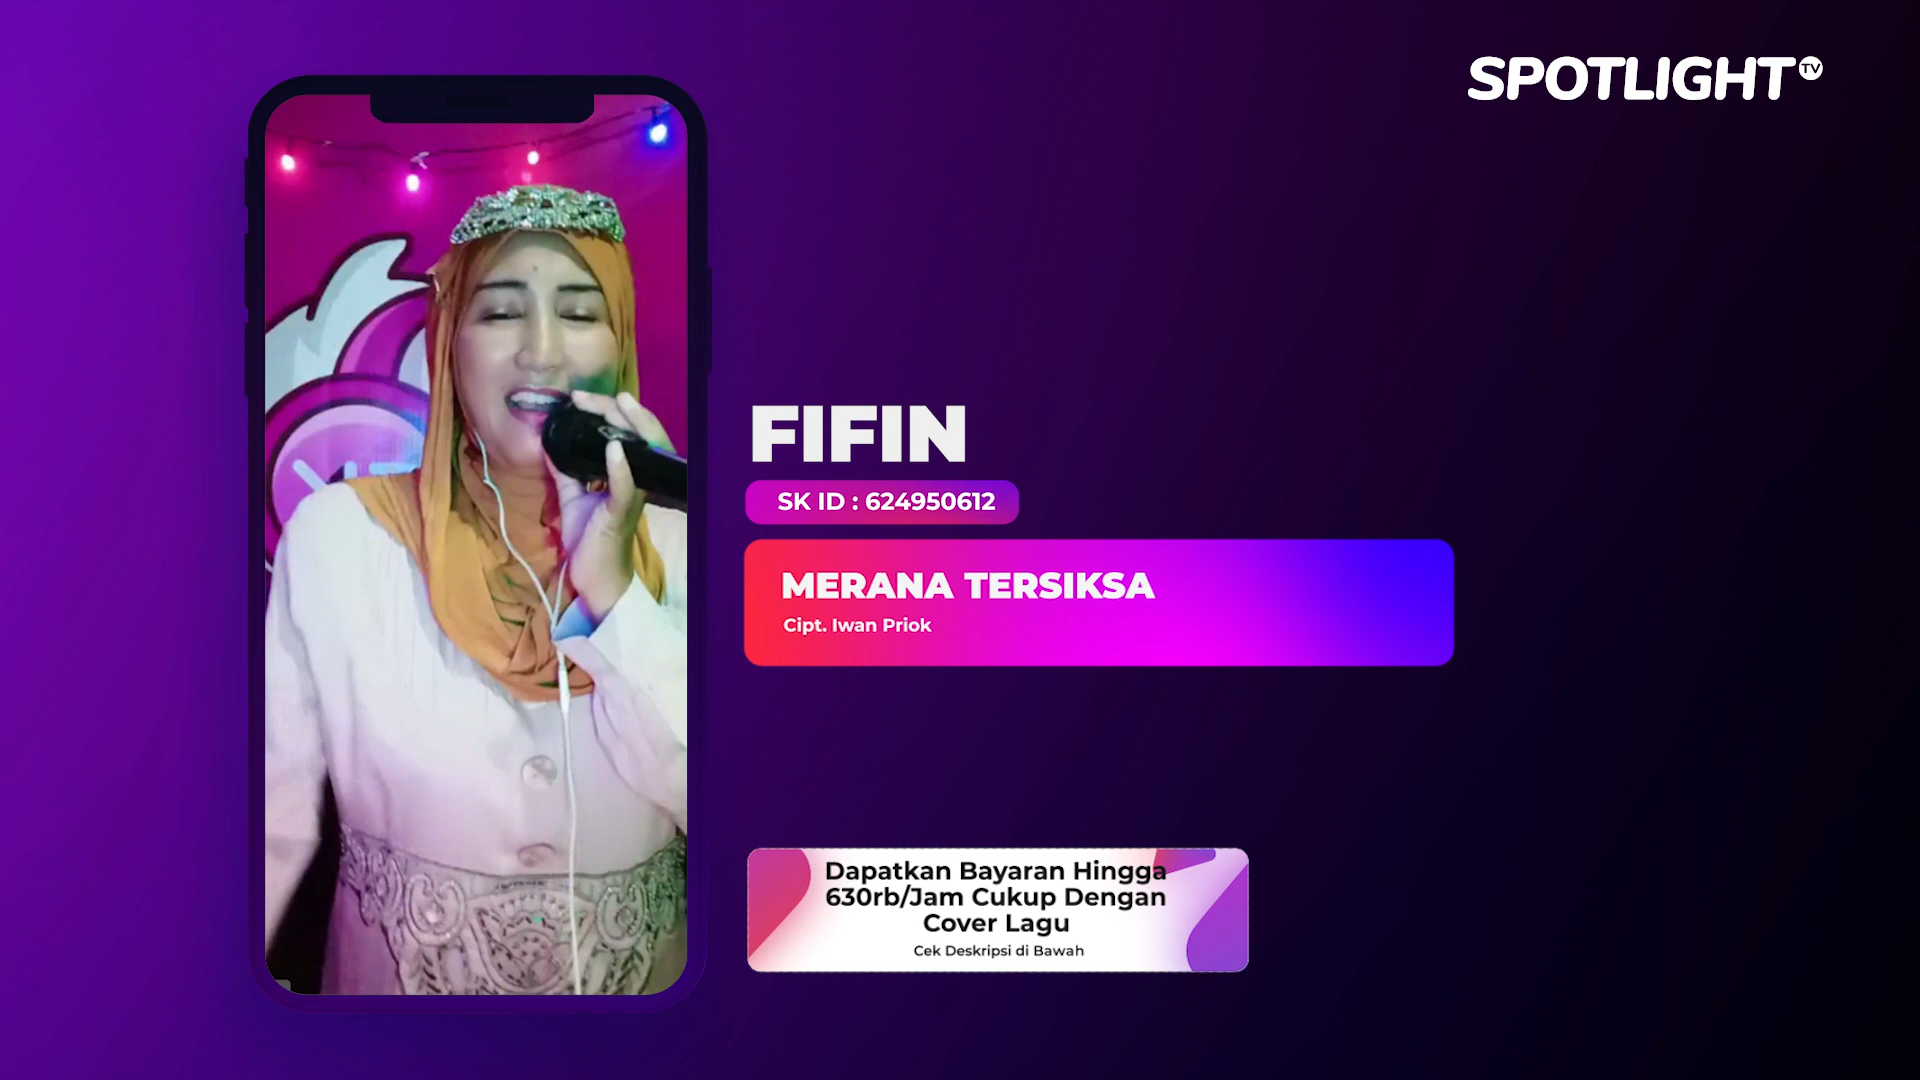 SPOTLIGHT TV
FIFIN
SK ID : 624950612
MERANA TERSIKSA
Cipt. Iwan Priok
Dapatkan Bayaran Hingga
630rb/Jam Cukup Dengan
Cover Lagu
Cek Deskripsi di Bawah